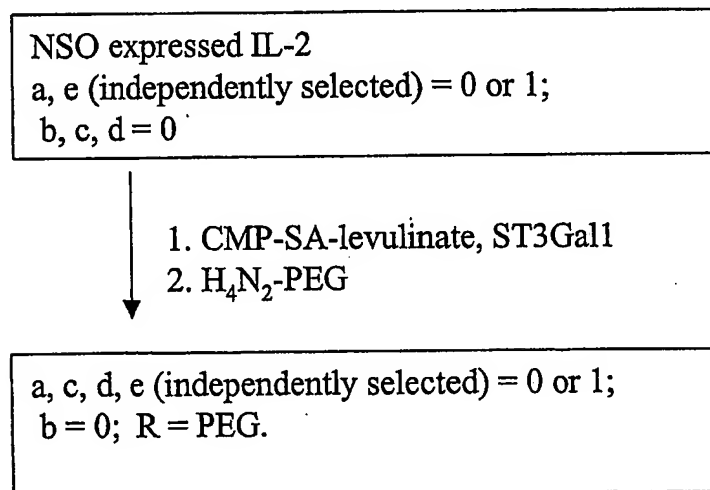 NSO expressed IL-2
a, e (independently selected) = 0 or 1;
b, c, d = 0
1. CMP-SA-levulinate, ST3Gal1
2. H₄N₂-PEG
a, c, d, e (independently selected) = 0 or 1;
b = 0; R = PEG.